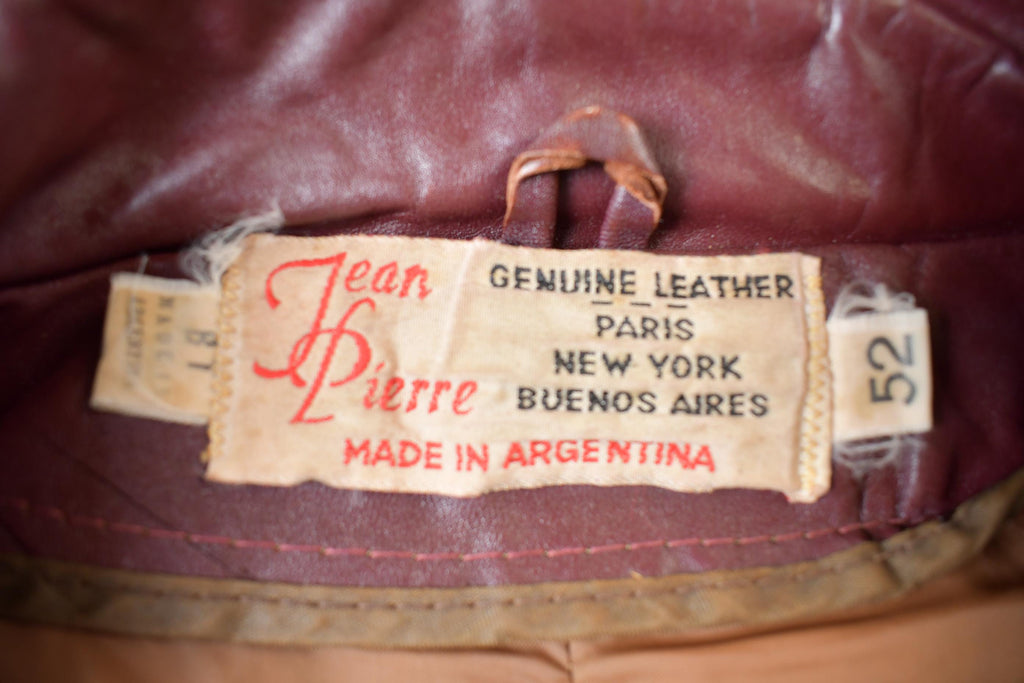 Jean
Pierre
GENUINE LEATHER
PARIS
NEW YORK
BUENOS AIRES
MADE IN ARGENTINA
52